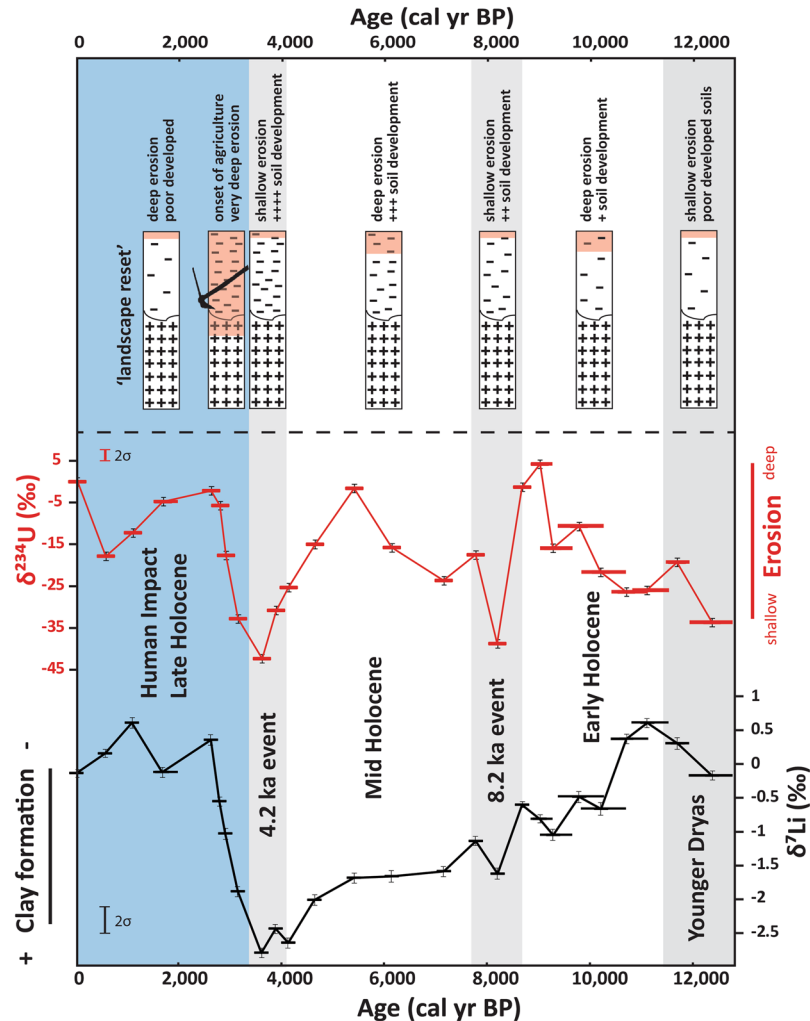 Age (cal yr BP)
0 2,000 4,000 6,000 8,000 10,000 12,000
deep erosion
poor developed
onset of agriculture
very deep erosion
shallow erosion
++++ soil development
deep erosion
+++ soil development
shallow erosion
++ soil development
deep erosion
+ soil development
shallow erosion
poor developed soils
'landscape reset'
5
-5
-15
-25
-35
-45
δ²³⁴U (‰)
2σ
deep
Erosion
shallow
Human Impact
Late Holocene
4.2 ka event
Mid Holocene
8.2 ka event
Early Holocene
Younger Dryas
1
0.5
0
-0.5
-1
-1.5
-2
-2.5
δ⁷Li (‰)
+ Clay formation -
2σ
0 2,000 4,000 6,000 8,000 10,000 12,000
Age (cal yr BP)